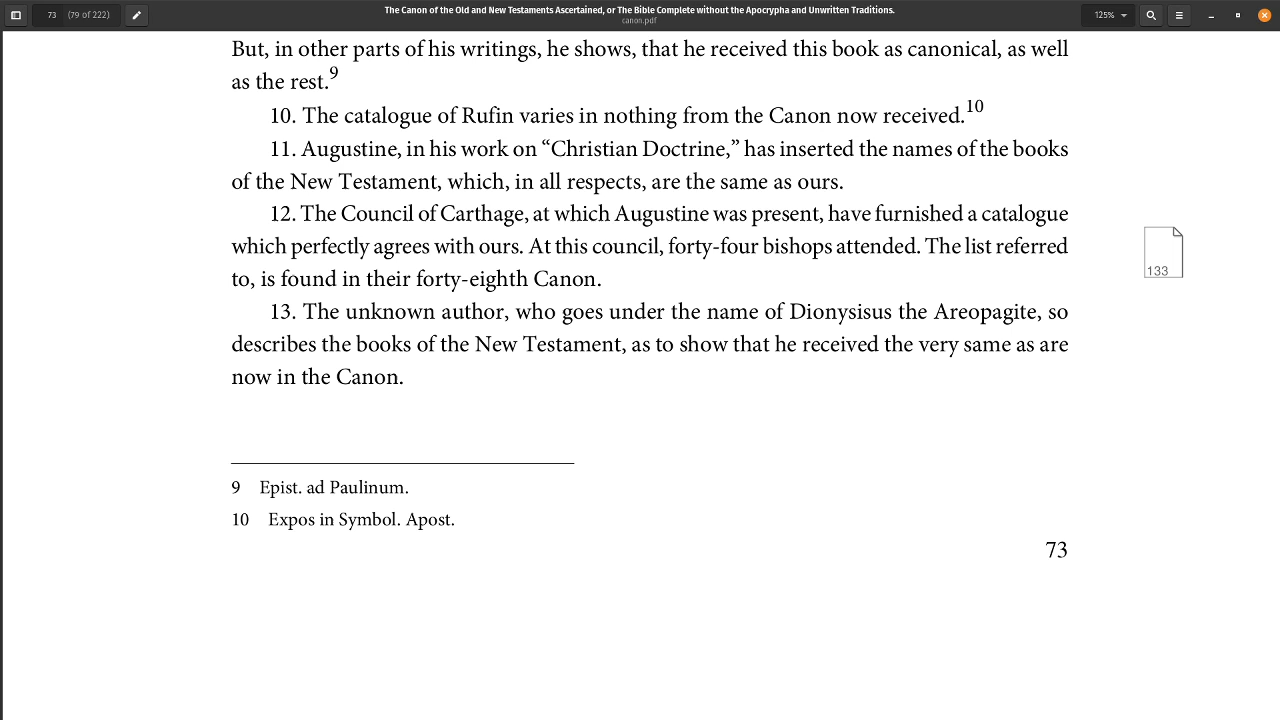 73 (79 of 222)
The Canon of the Old and New Testaments Ascertained, or The Bible Complete without the Apocrypha and Unwritten Traditions.
canon.pdf
125%
But, in other parts of his writings, he shows, that he received this book as canonical, as well
as the rest.9
10. The catalogue of Rufin varies in nothing from the Canon now received.10
11. Augustine, in his work on “Christian Doctrine,” has inserted the names of the books
of the New Testament, which, in all respects, are the same as ours.
12. The Council of Carthage, at which Augustine was present, have furnished a catalogue
which perfectly agrees with ours. At this council, forty-four bishops attended. The list referred
to, is found in their forty-eighth Canon.
133
13. The unknown author, who goes under the name of Dionysisus the Areopagite, so
describes the books of the New Testament, as to show that he received the very same as are
now in the Canon.
9 Epist. ad Paulinum.
10 Expos in Symbol. Apost.
73